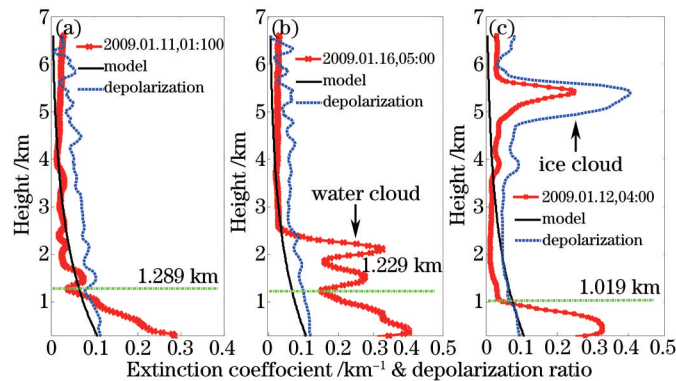 (a)
2009.01.11,01:100
model
depolarization
1.289 km
Height /km
7
6
5
4
3
2
1
0
0.1
0.2
0.3
0.4
(b)
2009.01.16,05:00
model
depolarization
water cloud
1.229 km
Height /km
7
6
5
4
3
2
1
0
0.1
0.2
0.3
0.4
0.5
(c)
ice cloud
2009.01.12,04:00
model
depolarization
1.019 km
Height /km
7
6
5
4
3
2
1
0
0.1
0.2
0.3
0.4
0.5
Extinction coeffocient /km⁻¹ & depolarization ratio